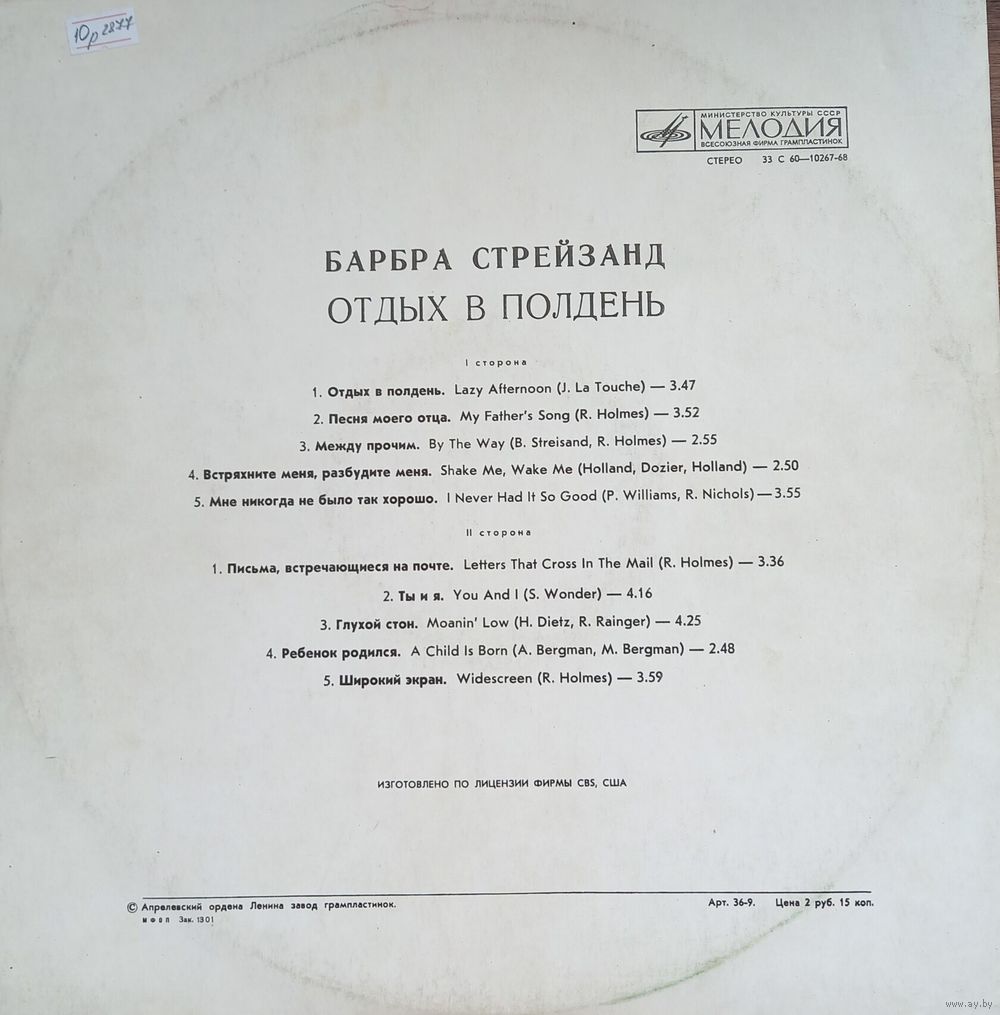 10р 2877
МИНИСТЕРСТВО КУЛЬТУРЫ СССР
МЕЛОДИЯ
ВСЕСОЮЗНАЯ ФИРМА ГРАМПЛАСТИНОК
СТЕРЕО 33 С 60—10267-68
БАРБРА СТРЕЙЗАНД
ОТДЫХ В ПОЛДЕНЬ
I сторона
1. Отдых в полдень. Lazy Afternoon (J. La Touche) — 3.47
2. Песня моего отца. My Father's Song (R. Holmes) — 3.52
3. Между прочим. By The Way (B. Streisand, R. Holmes) — 2.55
4. Встряхните меня, разбудите меня. Shake Me, Wake Me (Holland, Dozier, Holland) — 2.50
5. Мне никогда не было так хорошо. I Never Had It So Good (P. Williams, R. Nichols) — 3.55
II сторона
1. Письма, встречающиеся на почте. Letters That Cross In The Mail (R. Holmes) — 3.36
2. Ты и я. You And I (S. Wonder) — 4.16
3. Глухой стон. Moanin' Low (H. Dietz, R. Rainger) — 4.25
4. Ребенок родился. A Child Is Born (A. Bergman, M. Bergman) — 2.48
5. Широкий экран. Widescreen (R. Holmes) — 3.59
ИЗГОТОВЛЕНО ПО ЛИЦЕНЗИИ ФИРМЫ CBS, США
© Апрелевский ордена Ленина завод грампластинок. Арт. 36-9. Цена 2 руб. 15 коп.
МФОП Зак. 1301
www.ay.by